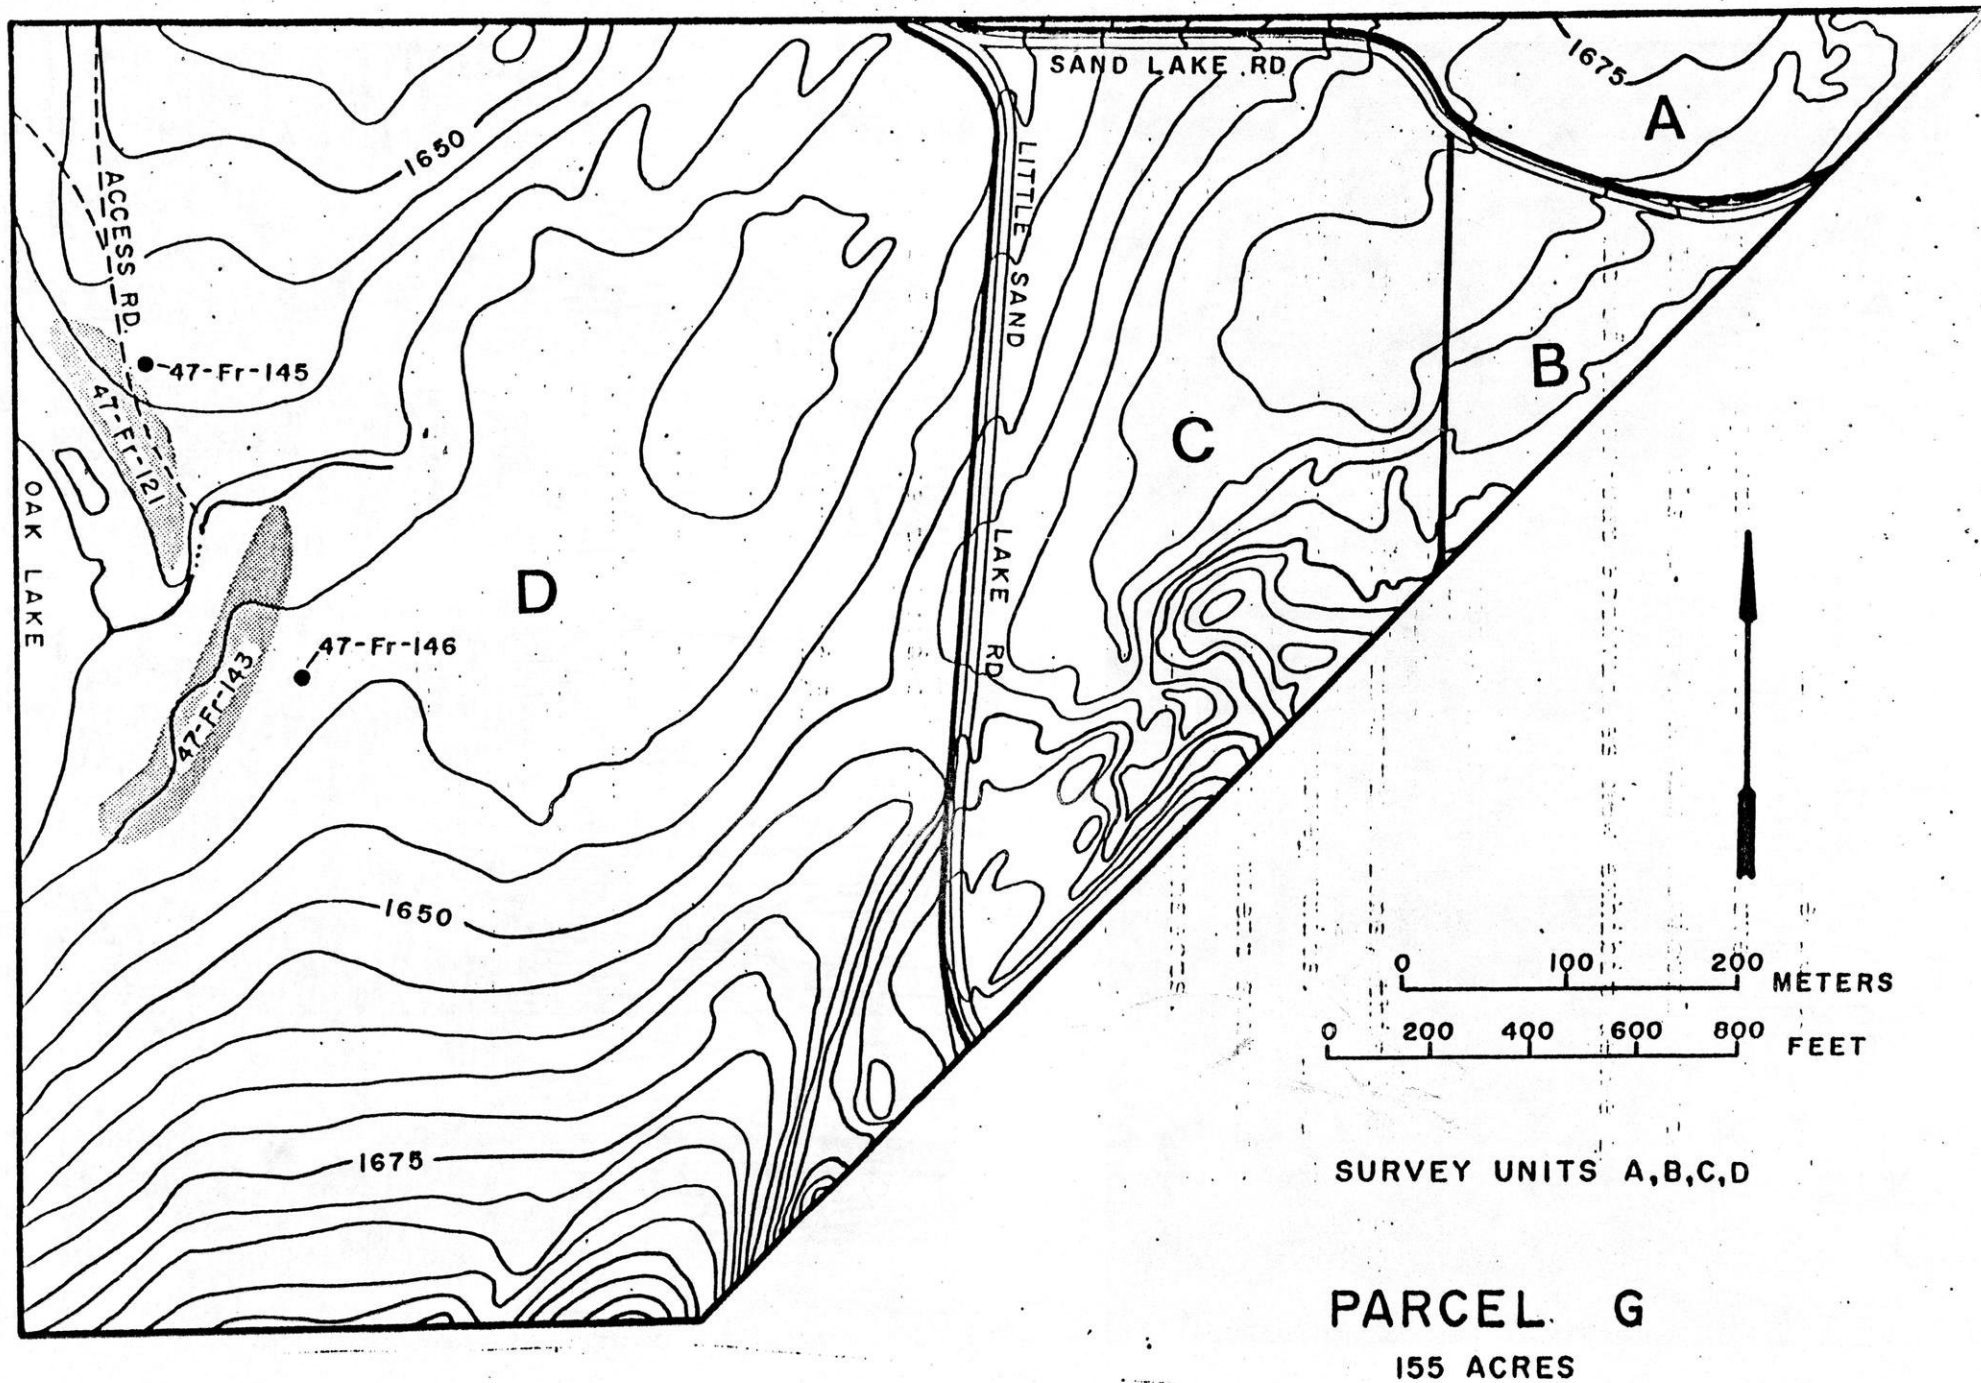 SAND LAKE RD
1675
A
1650
ACCESS RD.
LITTLE SAND LAKE RD
47-Fr-145
47-Fr-121
B
C
OAK LAKE
D
47-Fr-146
47-Fr-143
1650
1675
0 100 200 METERS
0 200 400 600 800 FEET
SURVEY UNITS A,B,C,D
PARCEL G
155 ACRES